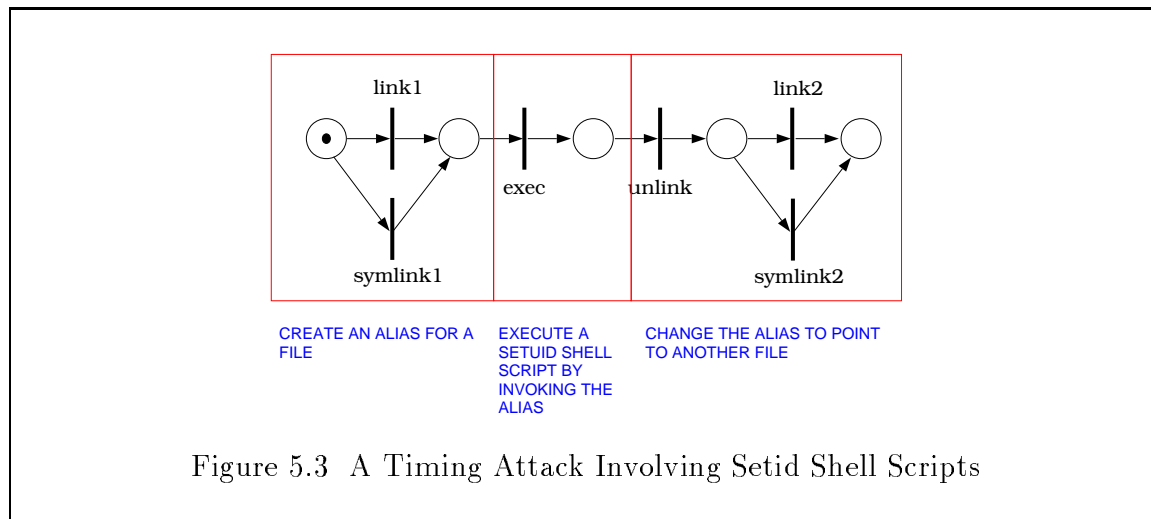 link1
link2
exec
unlink
symlink1
symlink2
CREATE AN ALIAS FOR A
FILE
EXECUTE A
SETUID SHELL
SCRIPT BY
INVOKING THE
ALIAS
CHANGE THE ALIAS TO POINT
TO ANOTHER FILE
Figure 5.3 A Timing Attack Involving Setid Shell Scripts